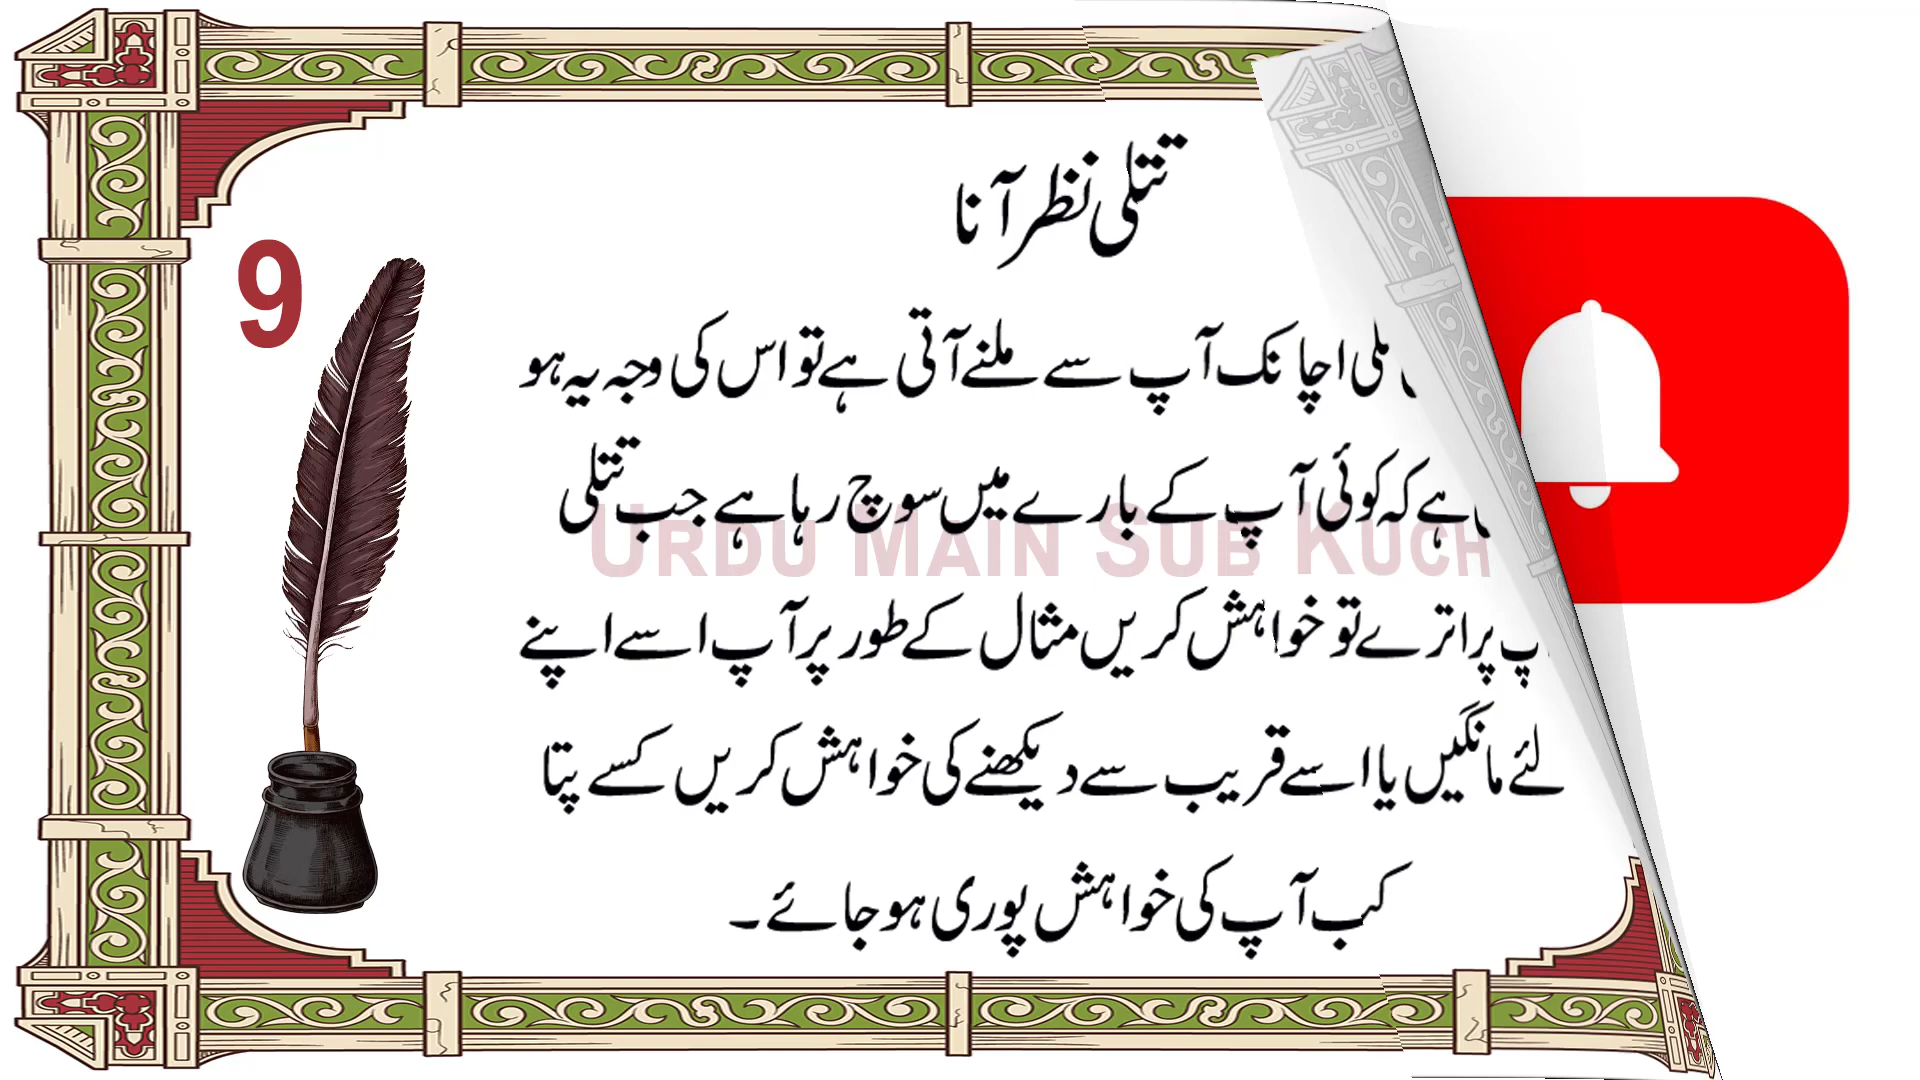 تتلی نظر آنا
9
ملی اچانک آپ سے ملنے آتی ہے تو اس کی وجہ یہ ہو
ہے کہ کوئی آپ کے بارے میں سوچ رہا ہے جب تتلی
پر اترے تو خواہش کریں مثال کے طور پر آپ اسے اپنے
لئے مانگیں یا اسے قریب سے دیکھنے کی خواہش کریں کسے پتا
کب آپ کی خواہش پوری ہو جائے۔
URDU MAIN SUB KUCH